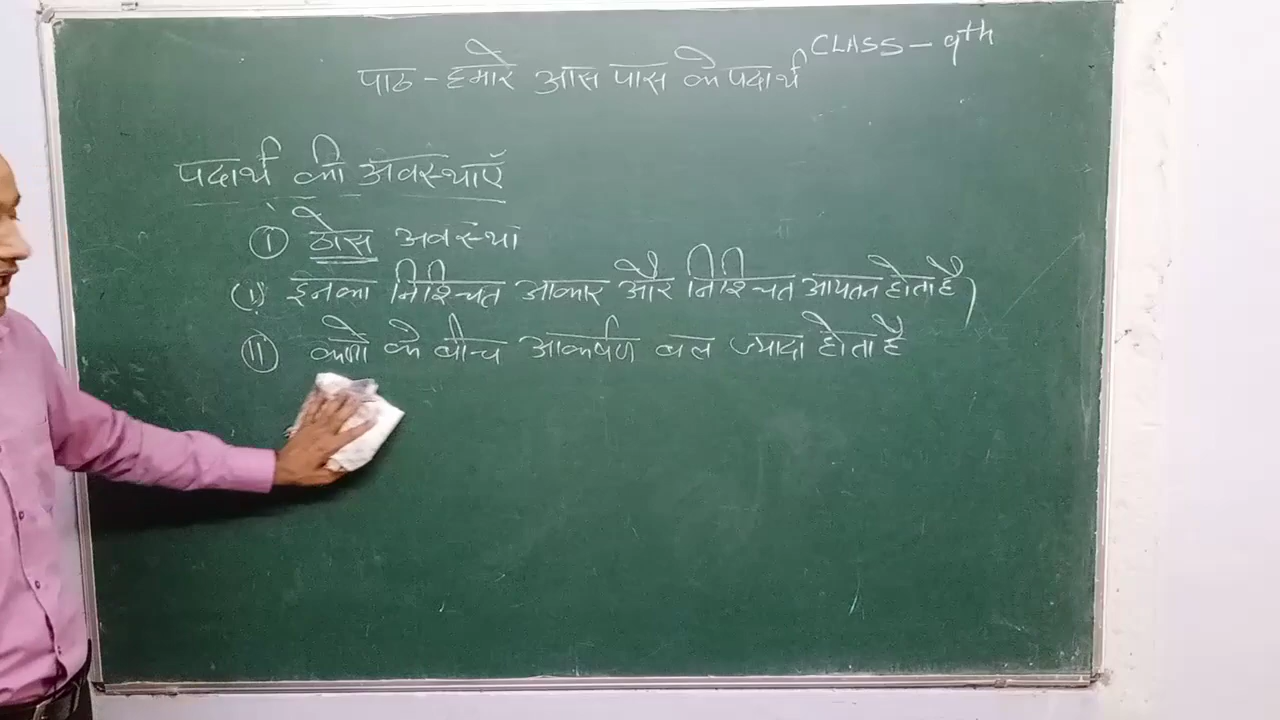 CLASS - 9th
पाठ - हमारे आस पास के पदार्थ
पदार्थ की अवस्थाएँ
① ठोस अवस्था
(i) इनका निश्चित आकार और निश्चित आयतन होता है)
(ii) कणों के बीच आकर्षण बल ज्यादा होता है